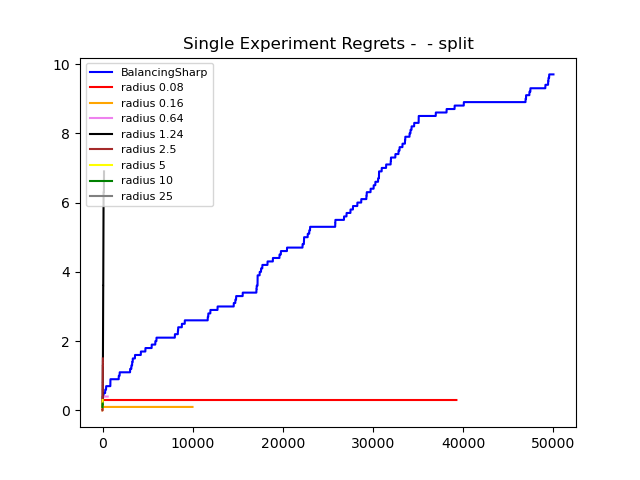 Single Experiment Regrets -  - split
BalancingSharp
radius 0.08
radius 0.16
radius 0.64
radius 1.24
radius 2.5
radius 5
radius 10
radius 25
10
8
6
4
2
0
0 10000 20000 30000 40000 50000